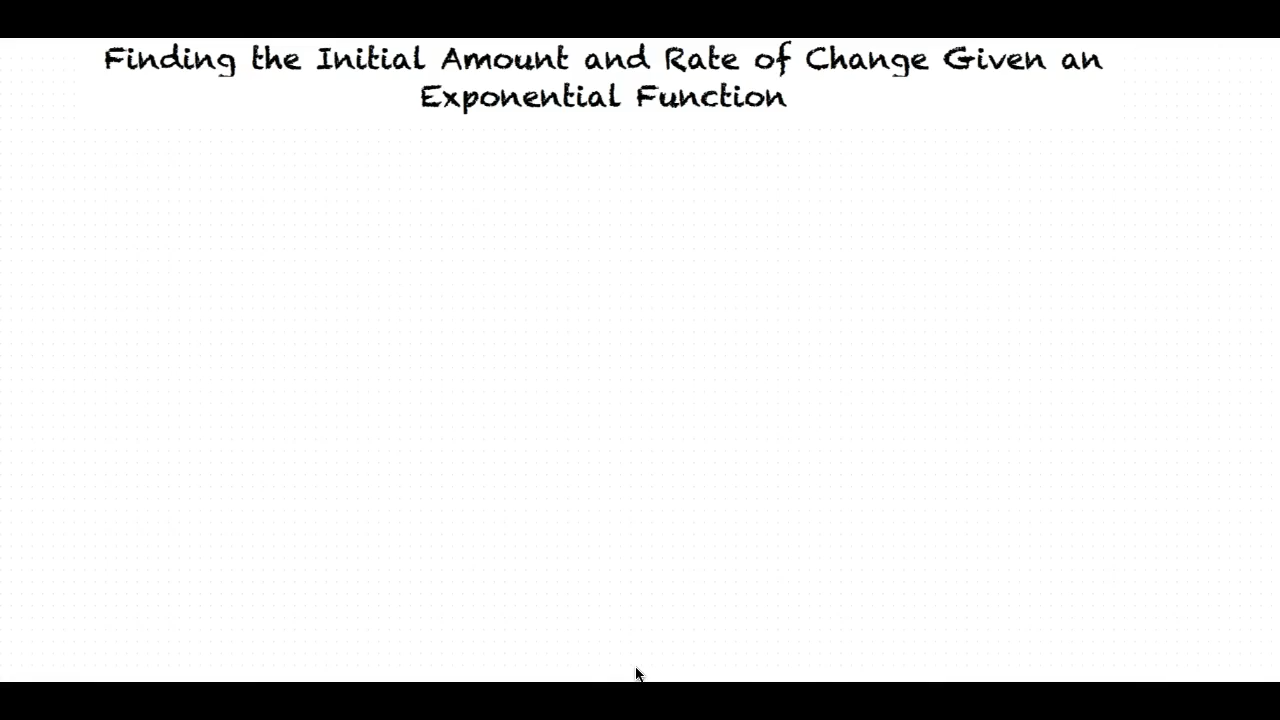 Finding the Initial Amount and Rate of Change Given an
Exponential Function